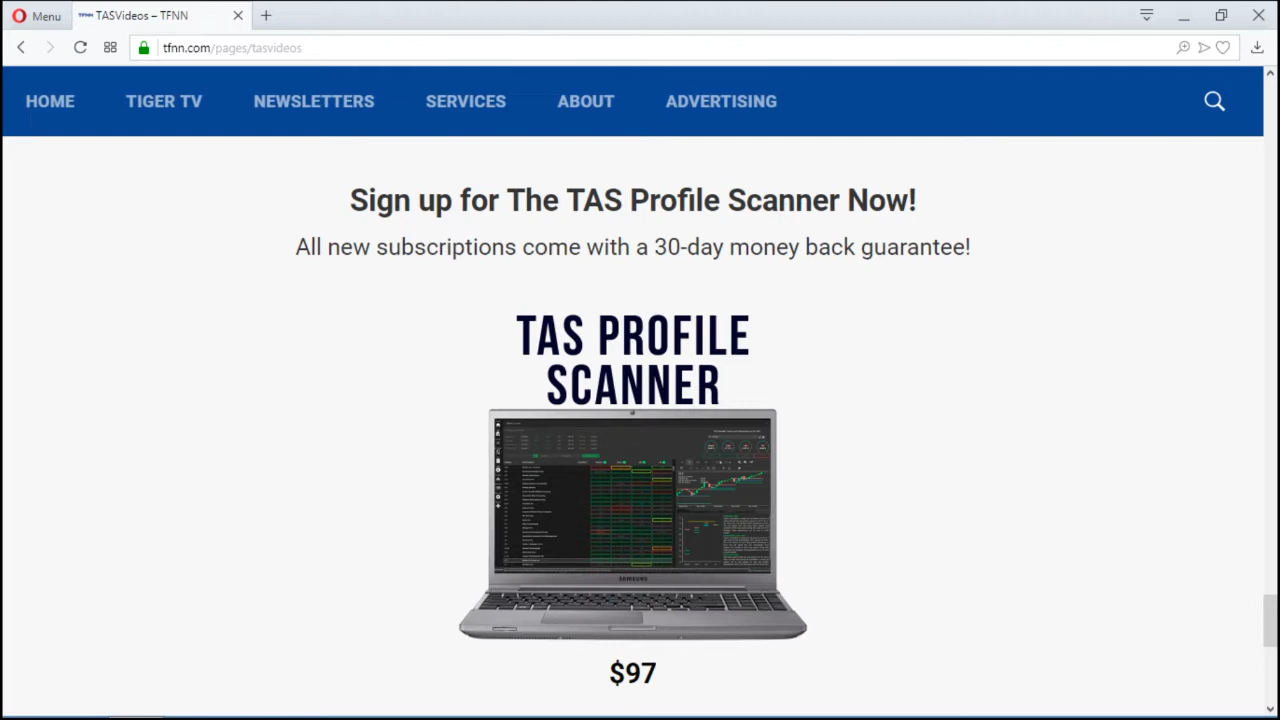 Menu
TFNN
TASVideos – TFNN
tfnn.com/pages/tasvideos
HOME
TIGER TV
NEWSLETTERS
SERVICES
ABOUT
ADVERTISING
Sign up for The TAS Profile Scanner Now!
All new subscriptions come with a 30-day money back guarantee!
TAS PROFILE
SCANNER
SAMSUNG
$97